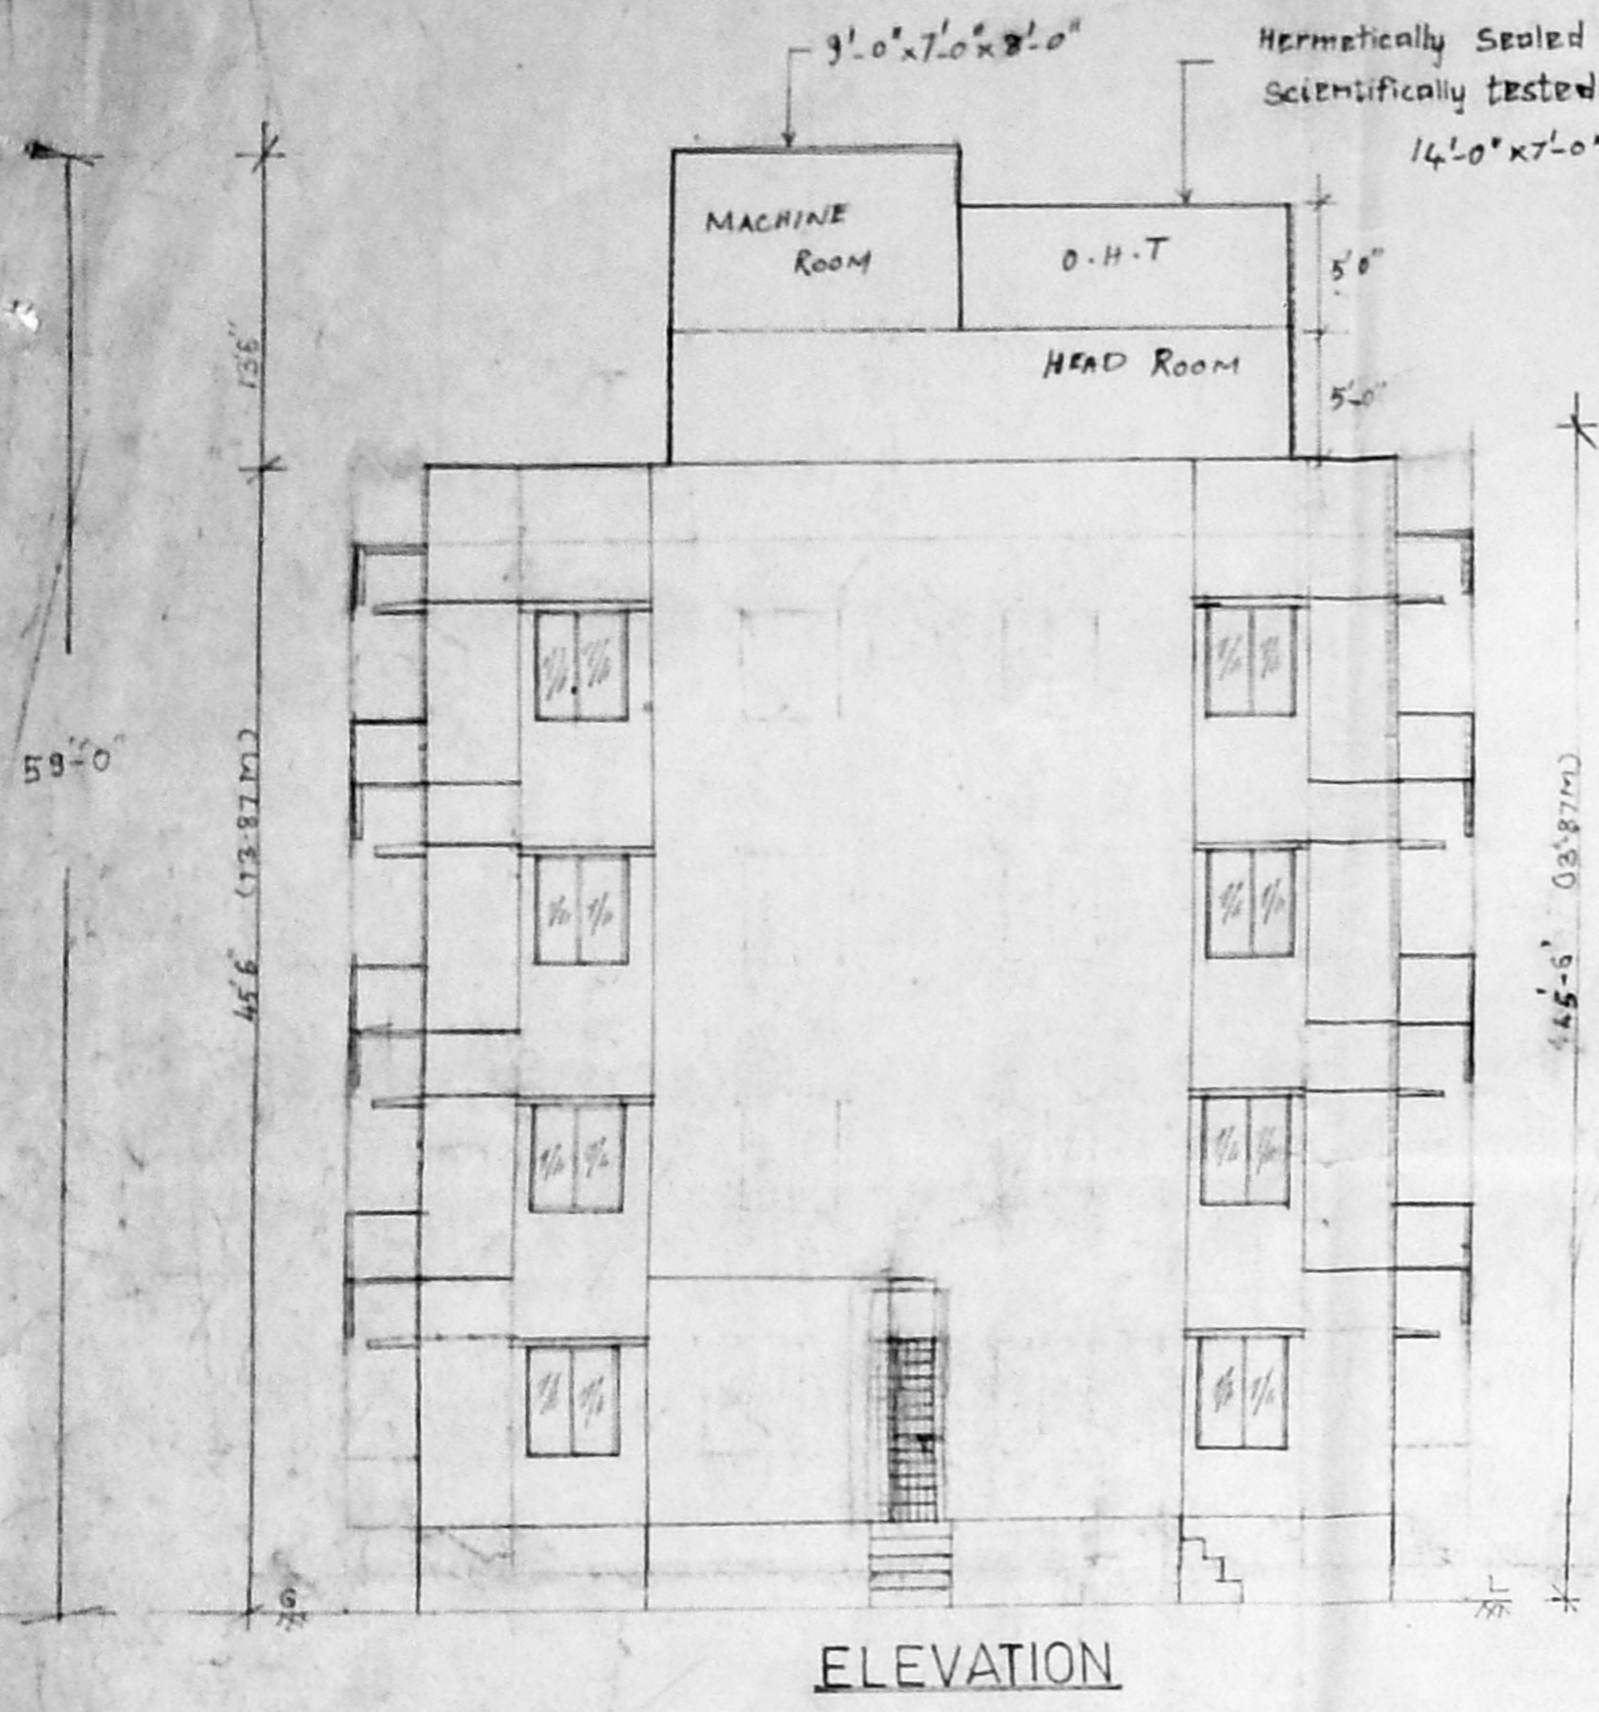 9'-0"x7'-0"x8'-0"
Hermetically Sealed
Scientifically tested
14'-0"x7'-0"
MACHINE
ROOM
O.H.T
5'0"
HEAD ROOM
5'-0"
13'6"
59'-0"
45'6" (13.87M)
45'-6" (13.87M)
G
L
ELEVATION